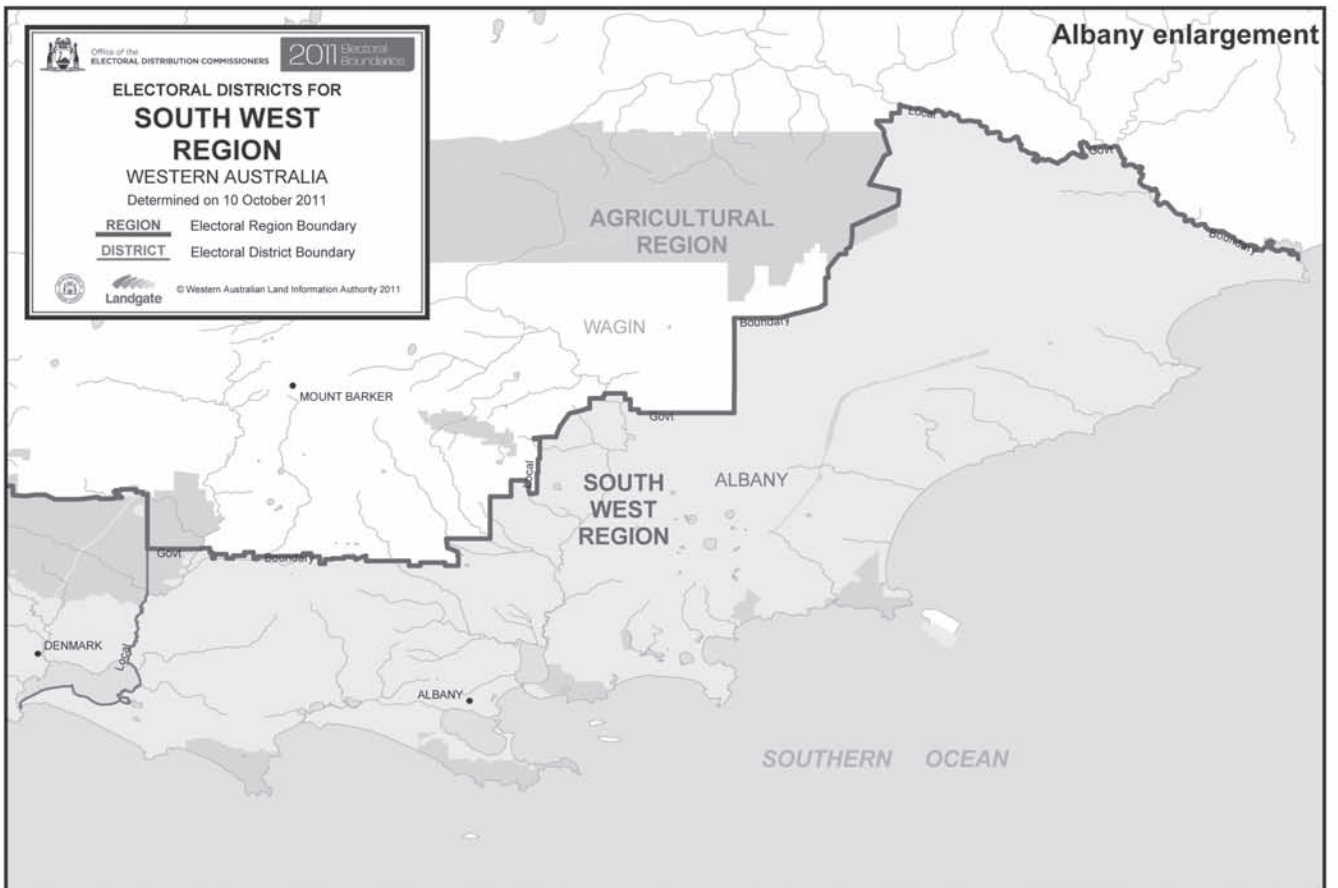 Albany enlargement
Office of the
ELECTORAL DISTRIBUTION COMMISSIONERS
2011 Electoral
Boundaries
ELECTORAL DISTRICTS FOR
SOUTH WEST
REGION
WESTERN AUSTRALIA
Determined on 10 October 2011
REGION Electoral Region Boundary
DISTRICT Electoral District Boundary
Landgate
© Western Australian Land Information Authority 2011
Local
Govt
Boundary
AGRICULTURAL
REGION
WAGIN
Boundary
MOUNT BARKER
Govt
Local
SOUTH
WEST
REGION
ALBANY
Govt
Boundary
DENMARK
Local
ALBANY
SOUTHERN OCEAN